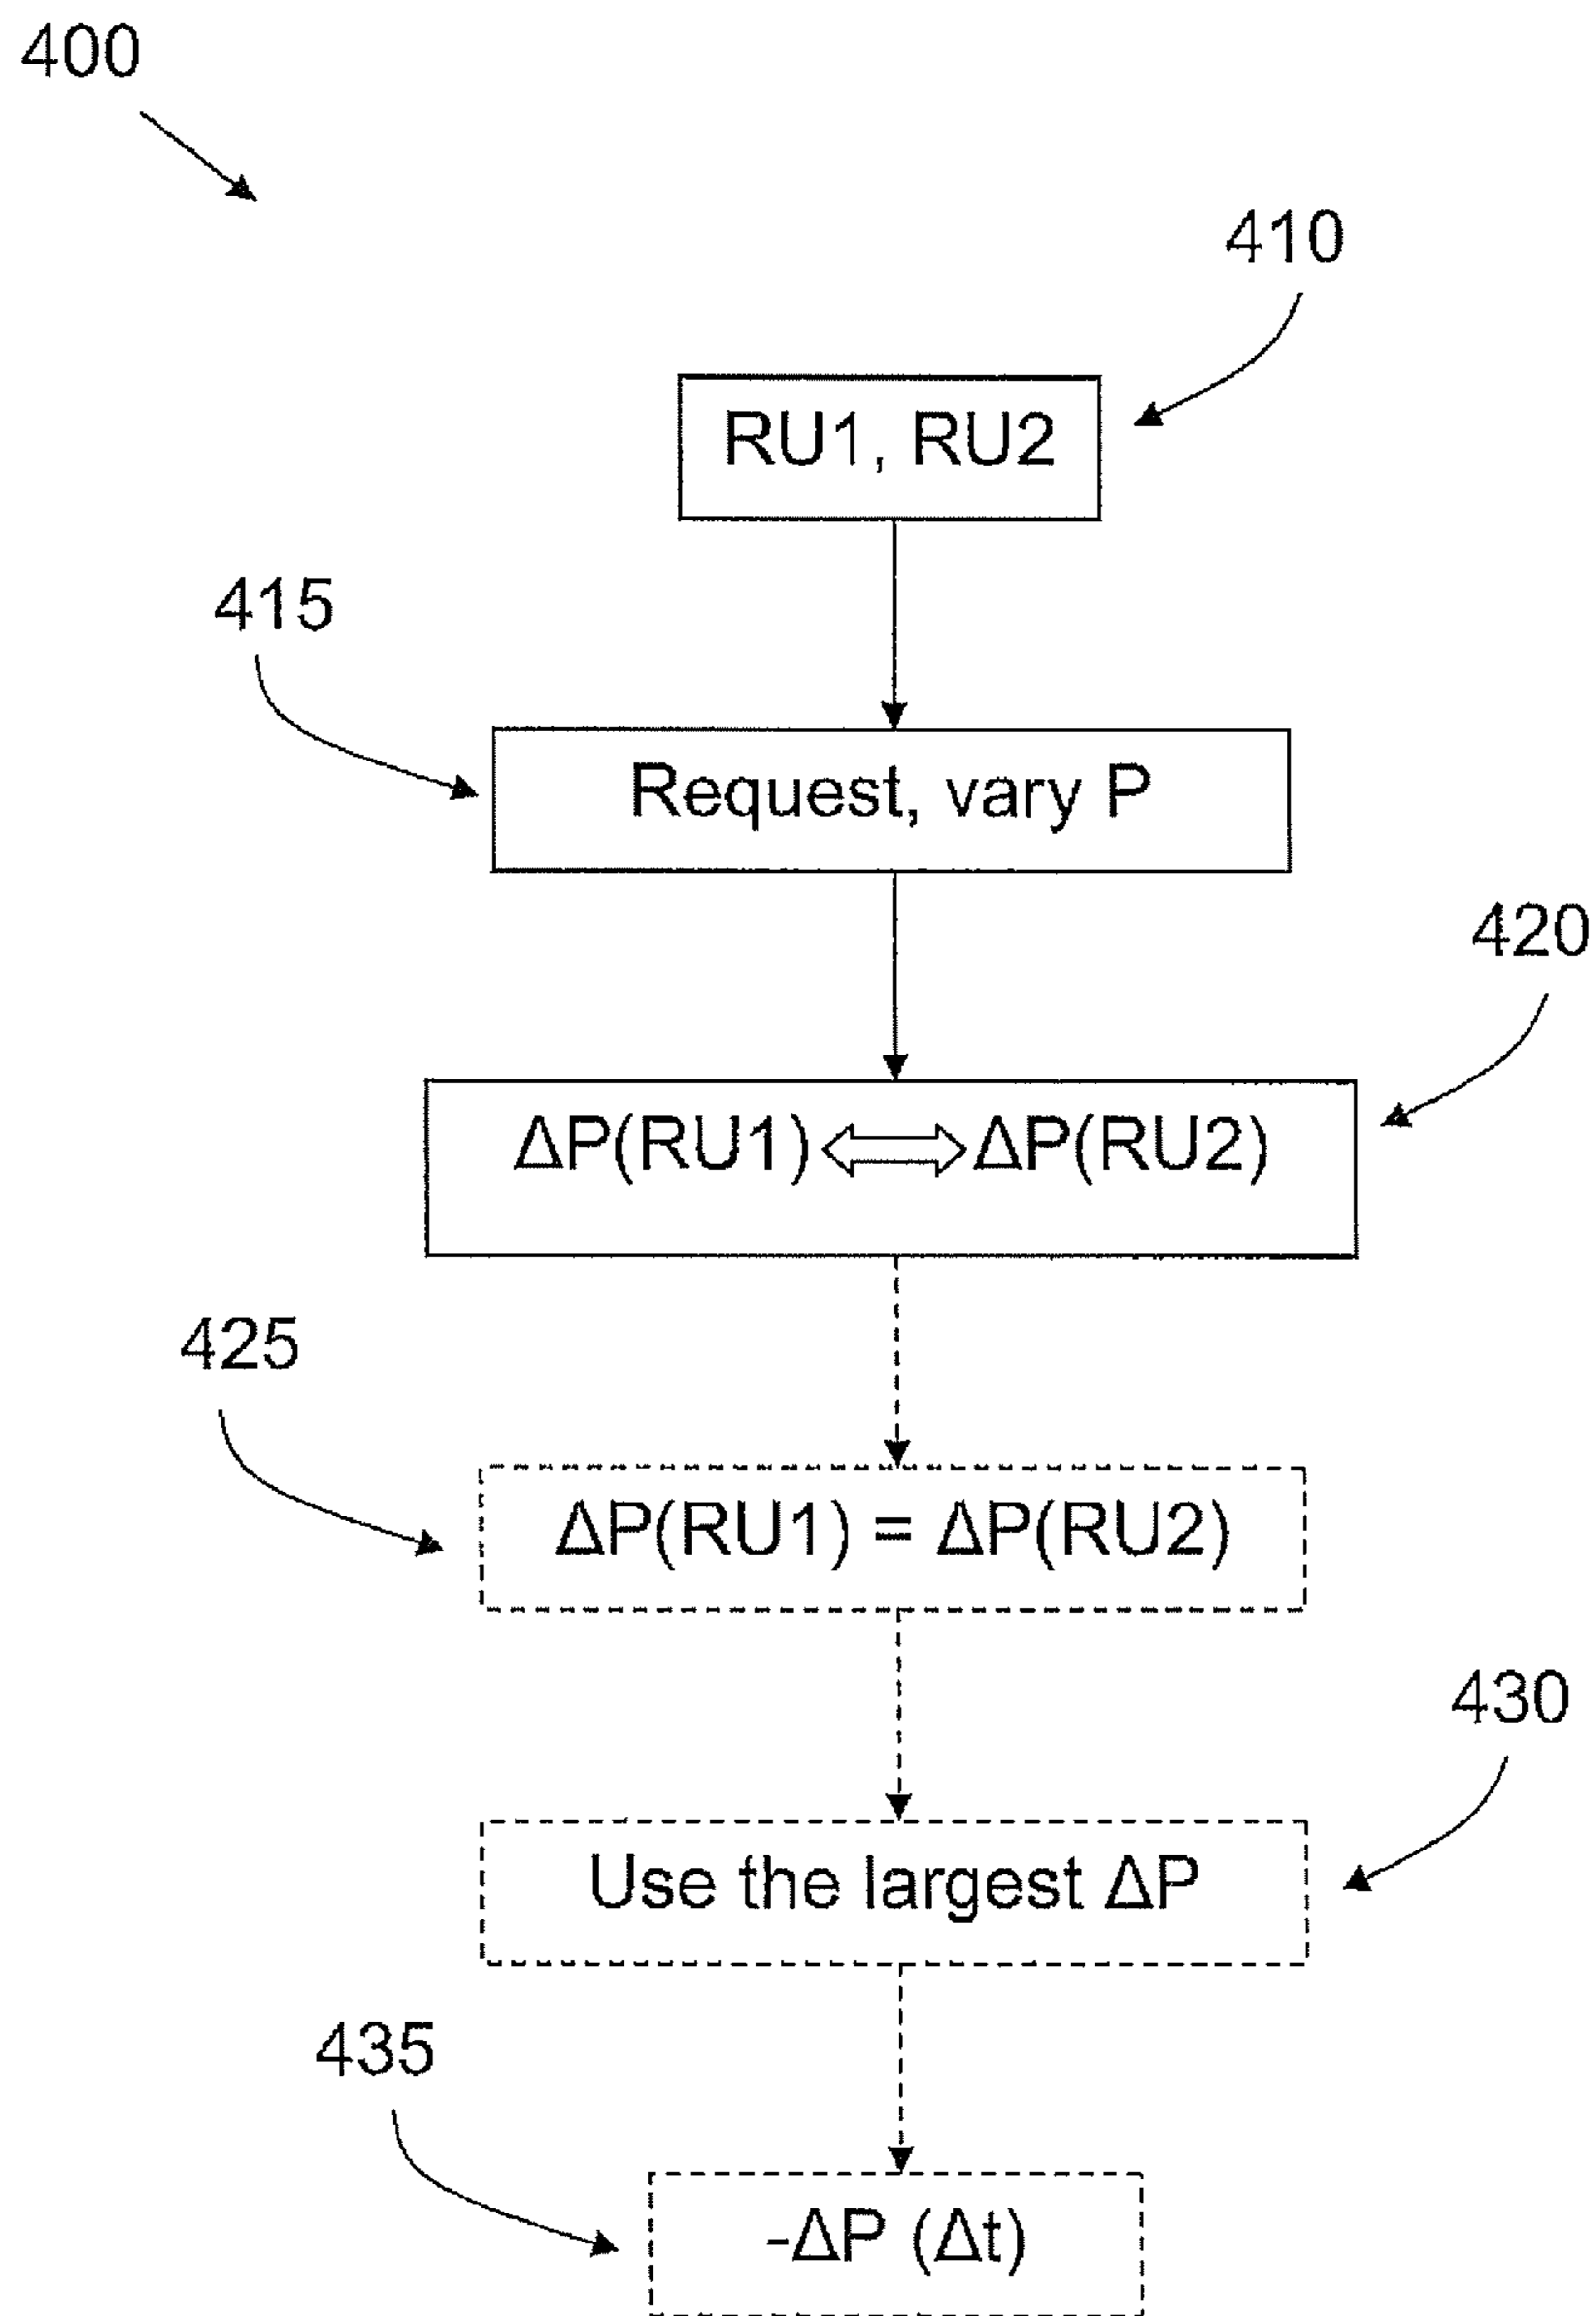 400
410
RU1, RU2
415
Request, vary P
420
ΔP(RU1) ⟺ ΔP(RU2)
425
ΔP(RU1) = ΔP(RU2)
430
Use the largest ΔP
435
-ΔP (Δt)